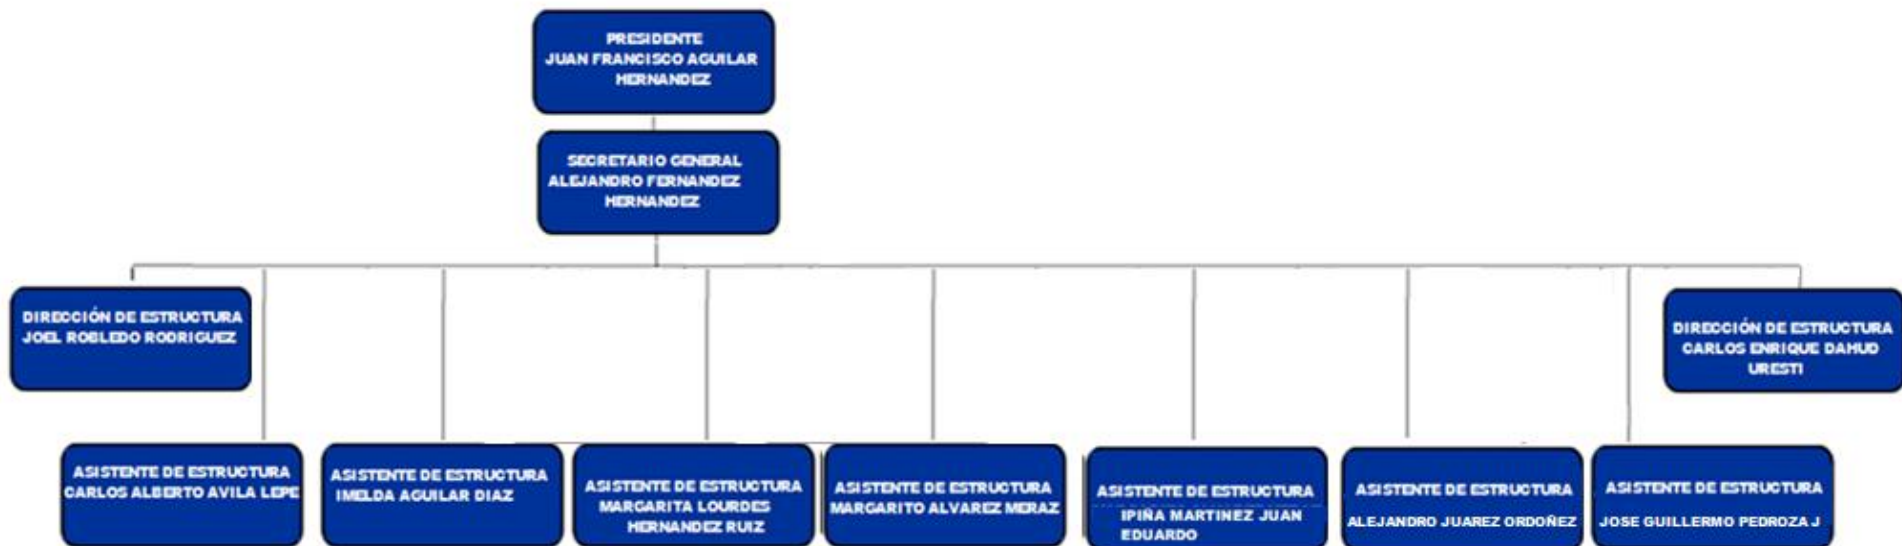 PRESIDENTE
JUAN FRANCISCO AGUILAR
HERNANDEZ
SECRETARIO GENERAL
ALEJANDRO FERNANDEZ
HERNANDEZ
DIRECCIÓN DE ESTRUCTURA
JOEL ROBLEDO RODRIGUEZ
DIRECCIÓN DE ESTRUCTURA
CARLOS ENRIQUE DAHUD
URESTI
ASISTENTE DE ESTRUCTURA
CARLOS ALBERTO AVILA LEPE
ASISTENTE DE ESTRUCTURA
IMELDA AGUILAR DIAZ
ASISTENTE DE ESTRUCTURA
MARGARITA LOURDES
HERNANDEZ RUIZ
ASISTENTE DE ESTRUCTURA
MARGARITO ALVAREZ MERAZ
ASISTENTE DE ESTRUCTURA
IPIÑA MARTINEZ JUAN
EDUARDO
ASISTENTE DE ESTRUCTURA
ALEJANDRO JUAREZ ORDOÑEZ
ASISTENTE DE ESTRUCTURA
JOSE GUILLERMO PEDROZA J